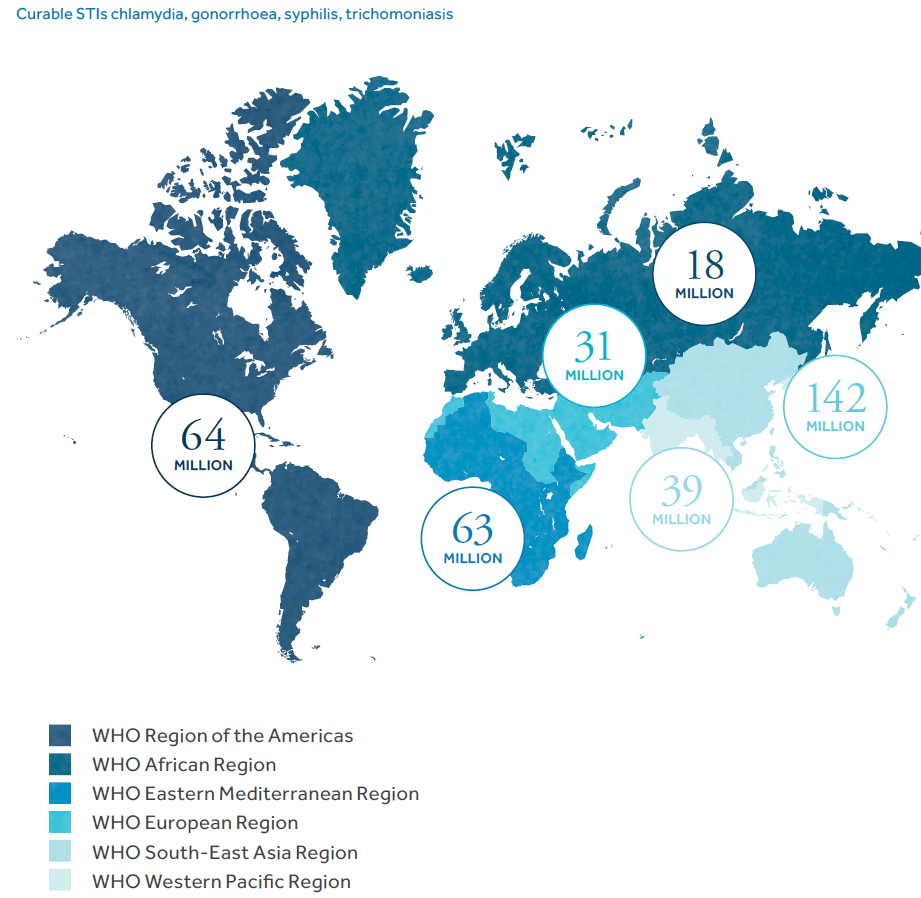 Curable STIs chlamydia, gonorrhoea, syphilis, trichomoniasis
18
MILLION
31
MILLION
142
MILLION
64
MILLION
39
MILLION
63
MILLION
WHO Region of the Americas
WHO African Region
WHO Eastern Mediterranean Region
WHO European Region
WHO South-East Asia Region
WHO Western Pacific Region